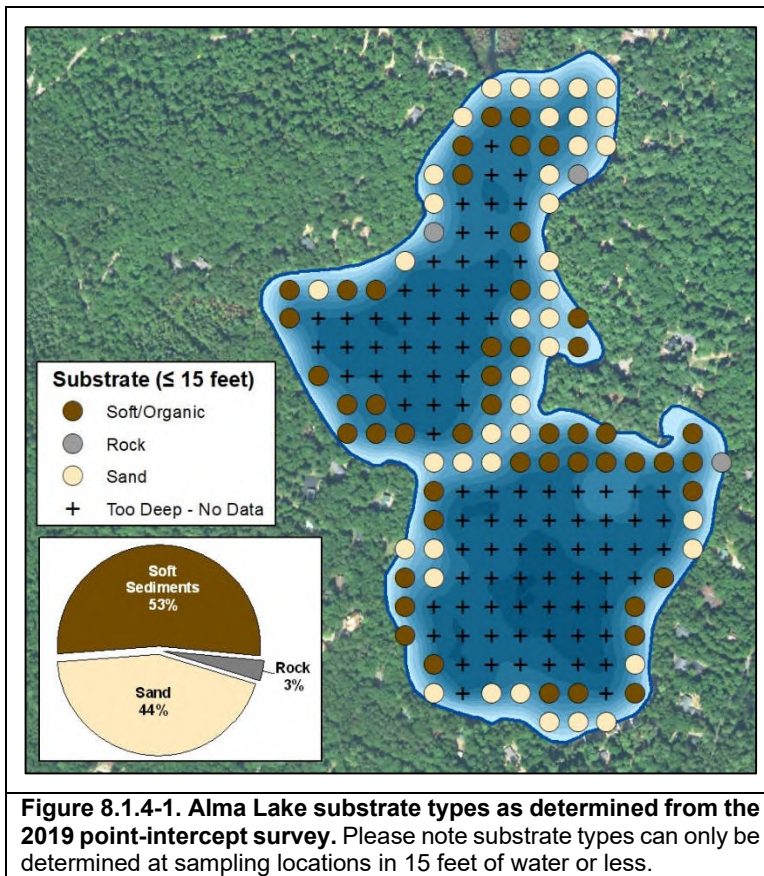 Substrate (≤ 15 feet)
Soft/Organic
Rock
Sand
Too Deep - No Data
Soft
Sediments
53%
Rock
3%
Sand
44%
Figure 8.1.4-1. Alma Lake substrate types as determined from the
2019 point-intercept survey. Please note substrate types can only be
determined at sampling locations in 15 feet of water or less.